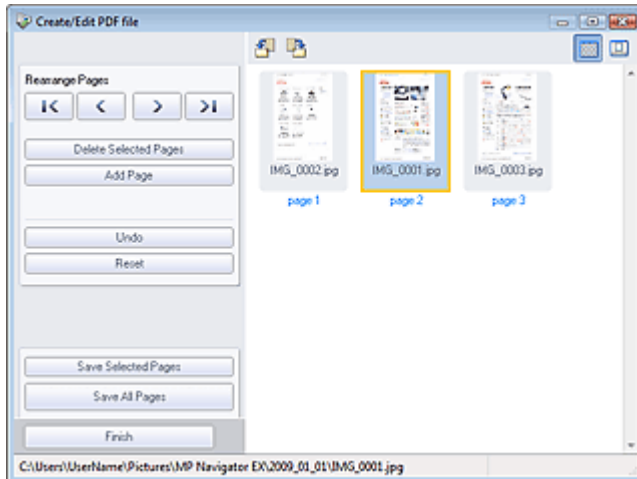 Create/Edit PDF file
Rearrange Pages
Delete Selected Pages
Add Page
Undo
Reset
Save Selected Pages
Save All Pages
Finish
IMG_0002.jpg
IMG_0001.jpg
IMG_0003.jpg
page 1
page 2
page 3
C:\Users\UserName\Pictures\MP Navigator EX\2009_01_01\IMG_0001.jpg